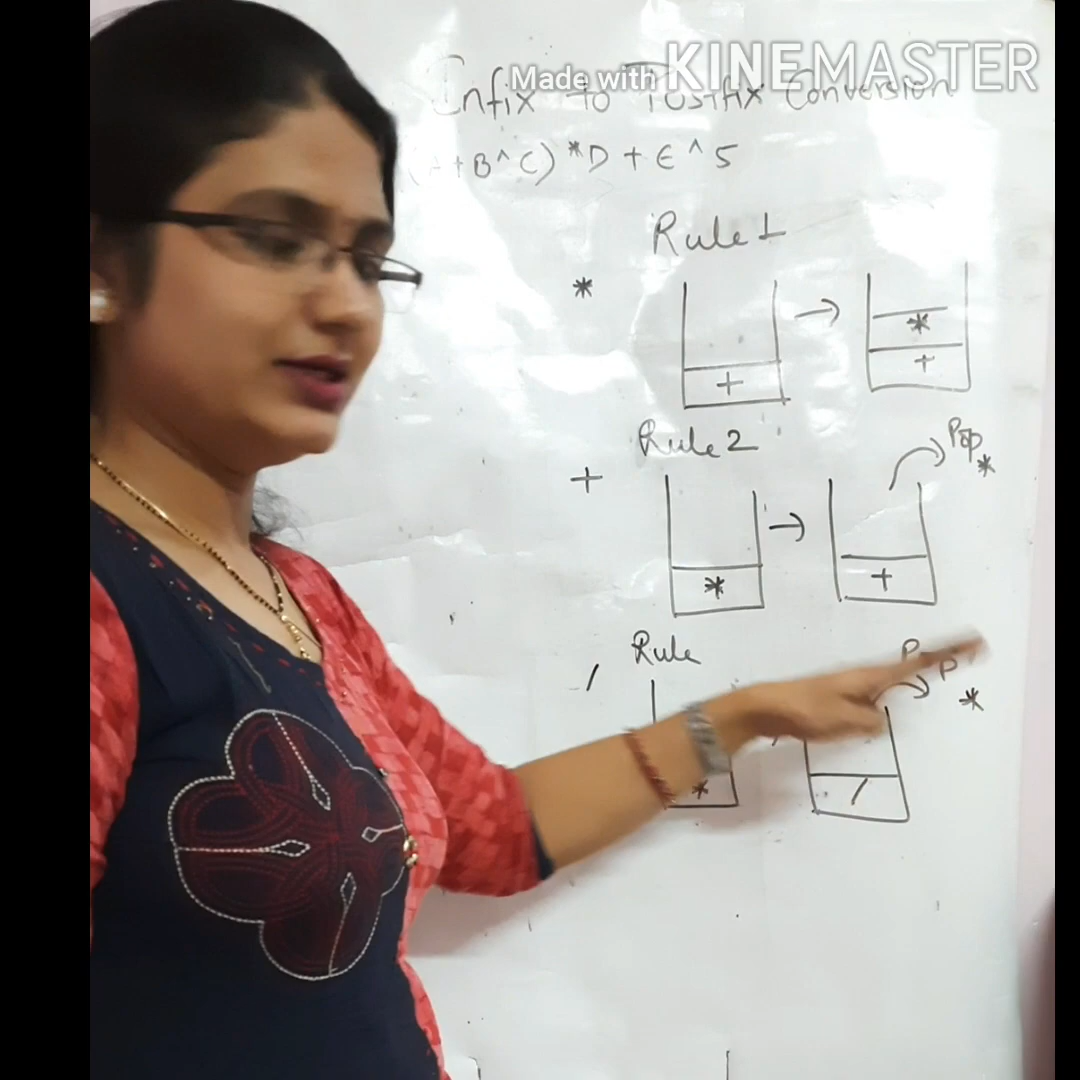 Made with KINEMASTER
Infix to Postfix Conversion
(A+B^C)*D+E^5
Rule 1
*
+
*
+
Rule 2
Pop
*
+
*
+
Rule
/
*
*
/